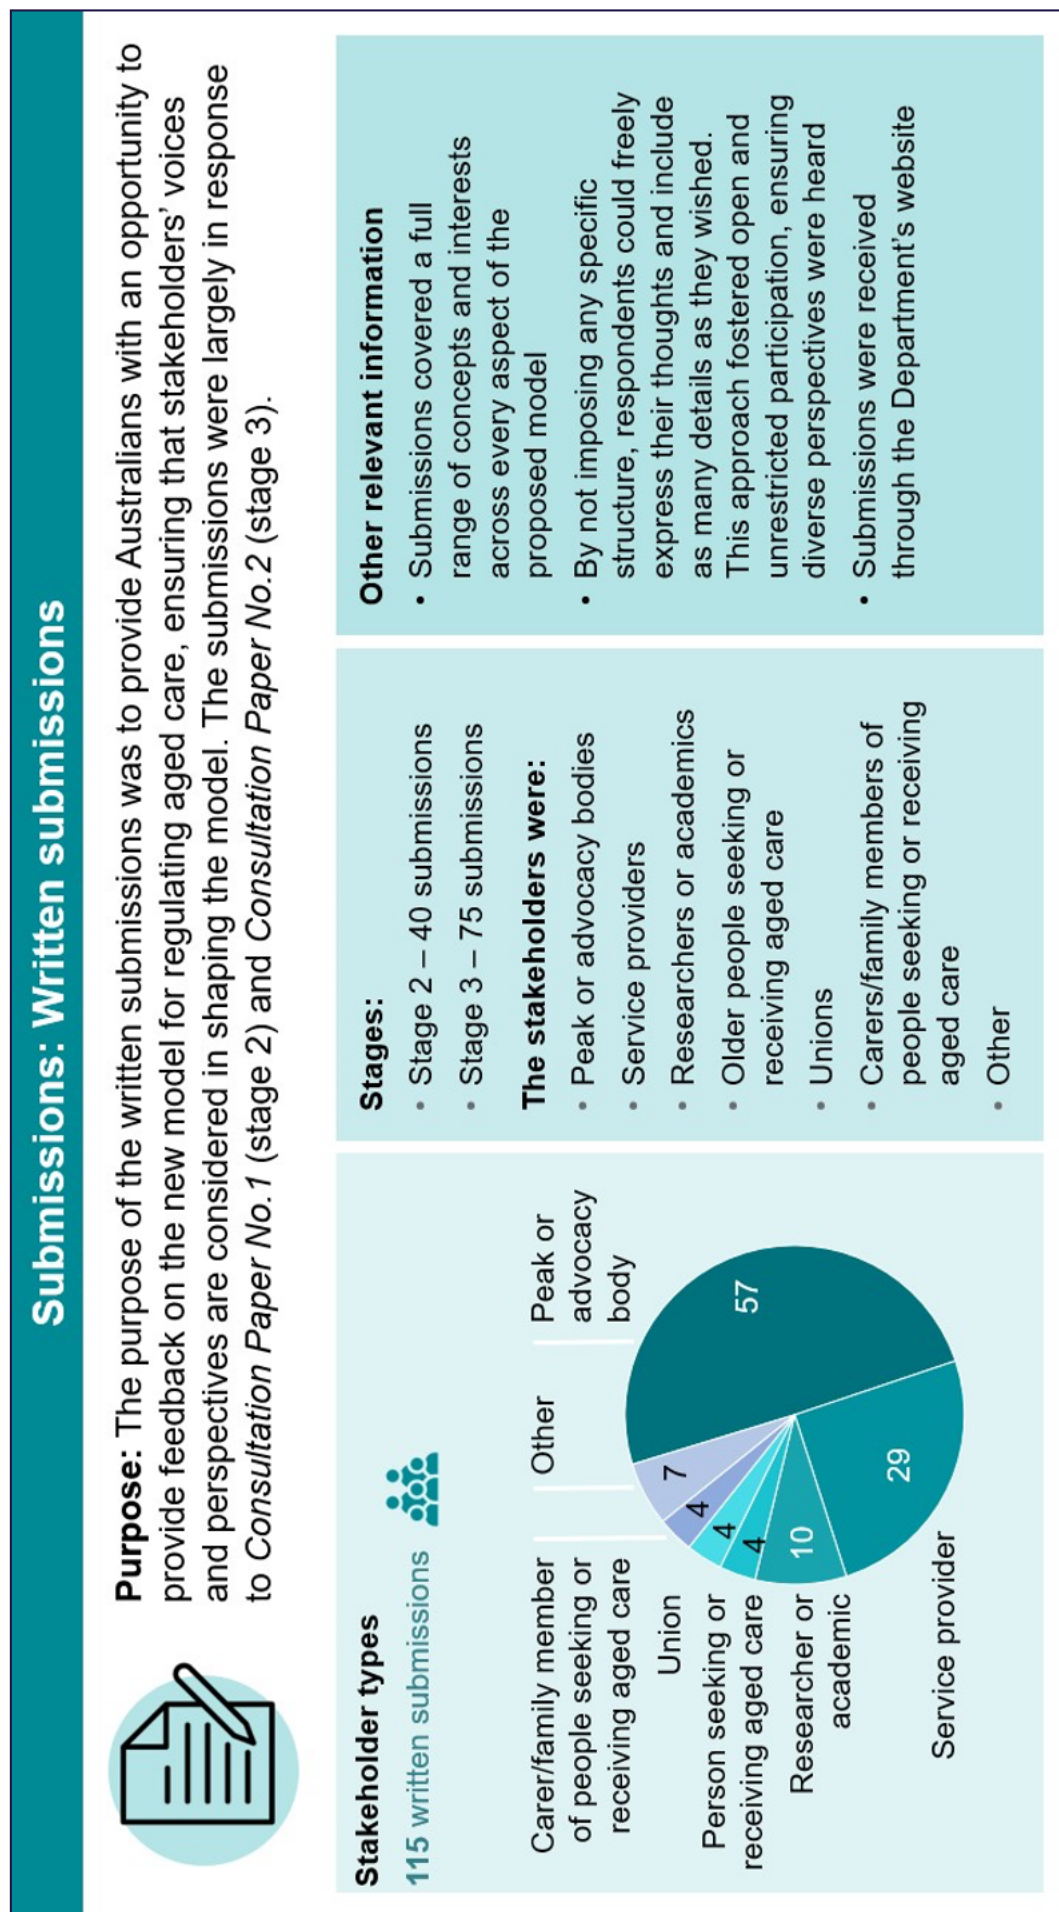 Submissions: Written submissions
Purpose: The purpose of the written submissions was to provide Australians with an opportunity to
provide feedback on the new model for regulating aged care, ensuring that stakeholders' voices
and perspectives are considered in shaping the model. The submissions were largely in response
to Consultation Paper No.1 (stage 2) and Consultation Paper No.2 (stage 3).
Stakeholder types
115 written submissions
Carer/family member
of people seeking or
receiving aged care
Other
Peak or
advocacy
body
Union
Person seeking or
receiving aged care
Researcher or
academic
Service provider
57
7
4
4
4
10
29
Stages:
• Stage 2 – 40 submissions
• Stage 3 – 75 submissions
The stakeholders were:
• Peak or advocacy bodies
• Service providers
• Researchers or academics
• Older people seeking or
receiving aged care
• Unions
• Carers/family members of
people seeking or receiving
aged care
• Other
Other relevant information
• Submissions covered a full
range of concepts and interests
across every aspect of the
proposed model
• By not imposing any specific
structure, respondents could freely
express their thoughts and include
as many details as they wished.
This approach fostered open and
unrestricted participation, ensuring
diverse perspectives were heard
• Submissions were received
through the Department's website